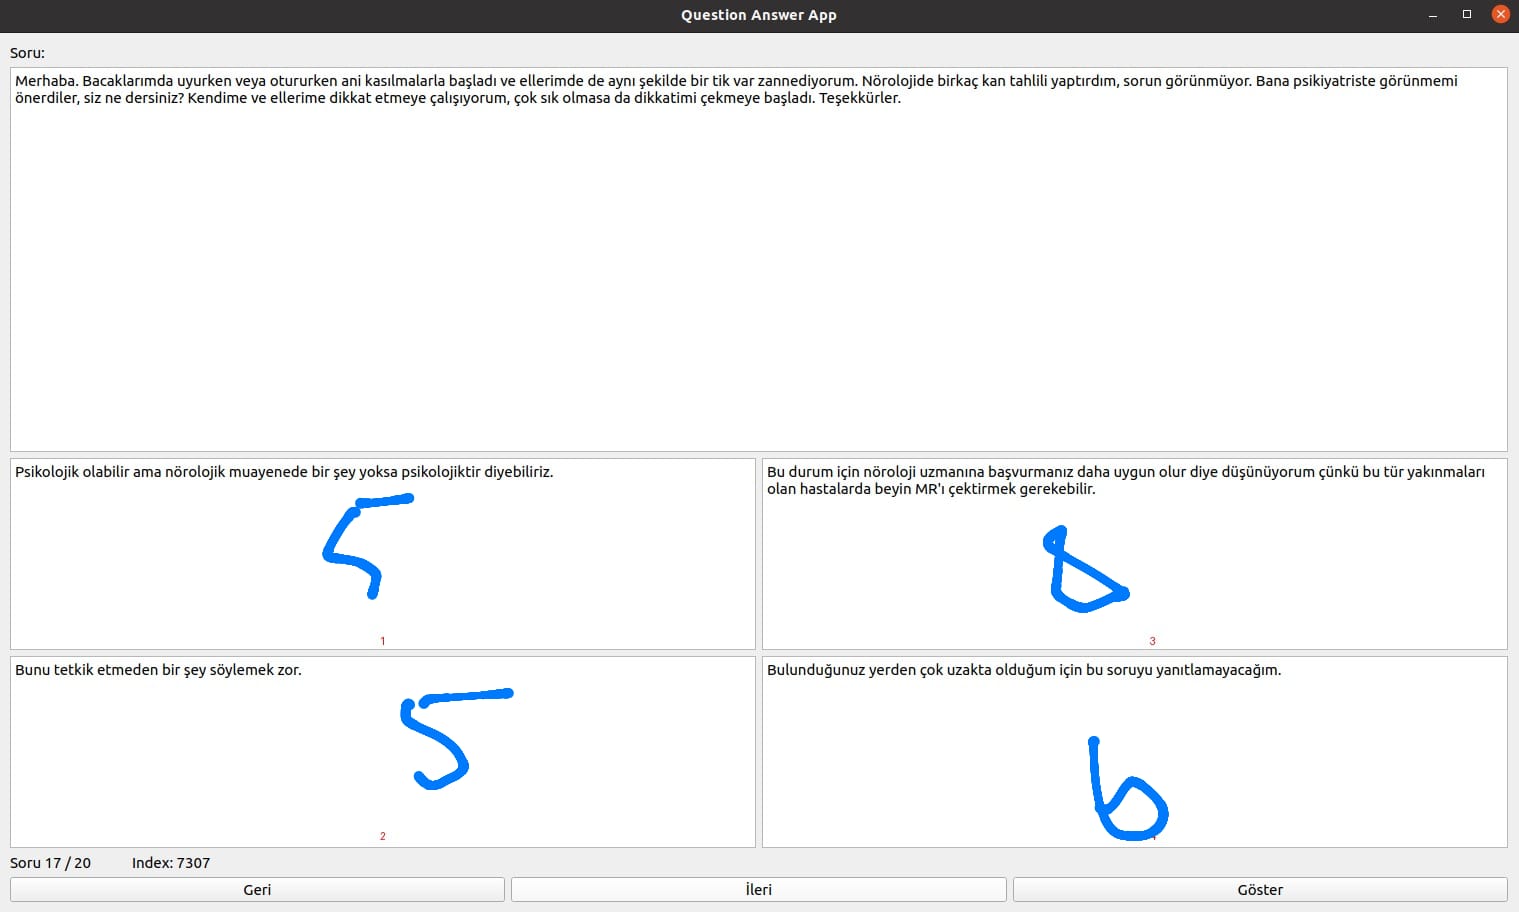 Question Answer App
Soru:
Merhaba. Bacaklarımda uyurken veya otururken ani kasılmalarla başladı ve ellerimde de aynı şekilde bir tik var zannediyorum. Nörolojide birkaç kan tahlili yaptırdım, sorun görünmüyor. Bana psikiyatriste görünmemi
önerdiler, siz ne dersiniz? Kendime ve ellerime dikkat etmeye çalışıyorum, çok sık olmasa da dikkatimi çekmeye başladı. Teşekkürler.
Psikolojik olabilir ama nörolojik muayenede bir şey yoksa psikolojiktir diyebiliriz.
5
1
Bu durum için nöroloji uzmanına başvurmanız daha uygun olur diye düşünüyorum çünkü bu tür yakınmaları
olan hastalarda beyin MR'ı çektirmek gerekebilir.
8
3
Bunu tetkik etmeden bir şey söylemek zor.
5
2
Bulunduğunuz yerden çok uzakta olduğum için bu soruyu yanıtlamayacağım.
6
Soru 17 / 20 Index: 7307
Geri İleri Göster